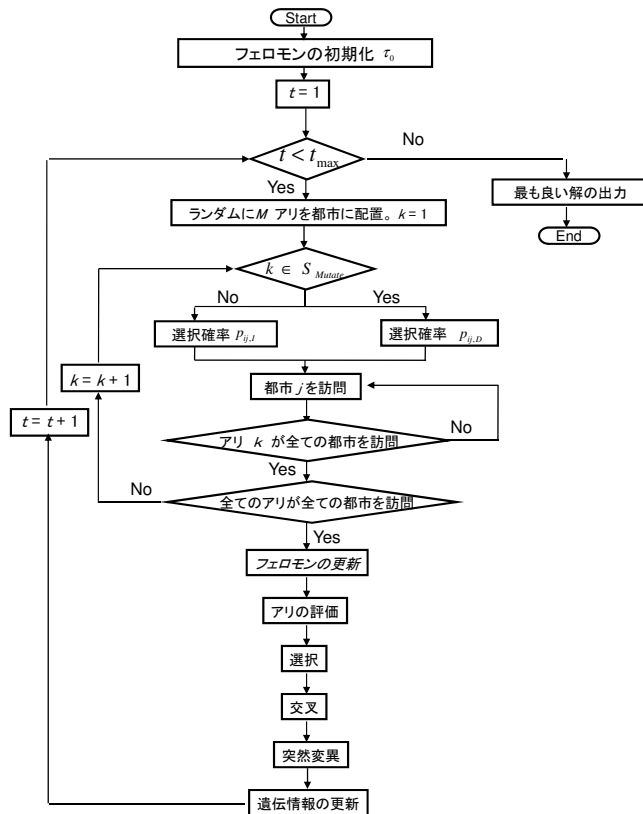 Start
フェロモンの初期化 τ₀
t = 1
t < t_max
No
Yes
最も良い解の出力
End
ランダムにM アリを都市に配置。 k = 1
k ∈ S_Mutate
No
Yes
選択確率 p_ij,I
選択確率 p_ij,D
k = k + 1
都市 j を訪問
t = t + 1
アリ k が全ての都市を訪問
No
Yes
No
全てのアリが全ての都市を訪問
Yes
フェロモンの更新
アリの評価
選択
交叉
突然変異
遺伝情報の更新